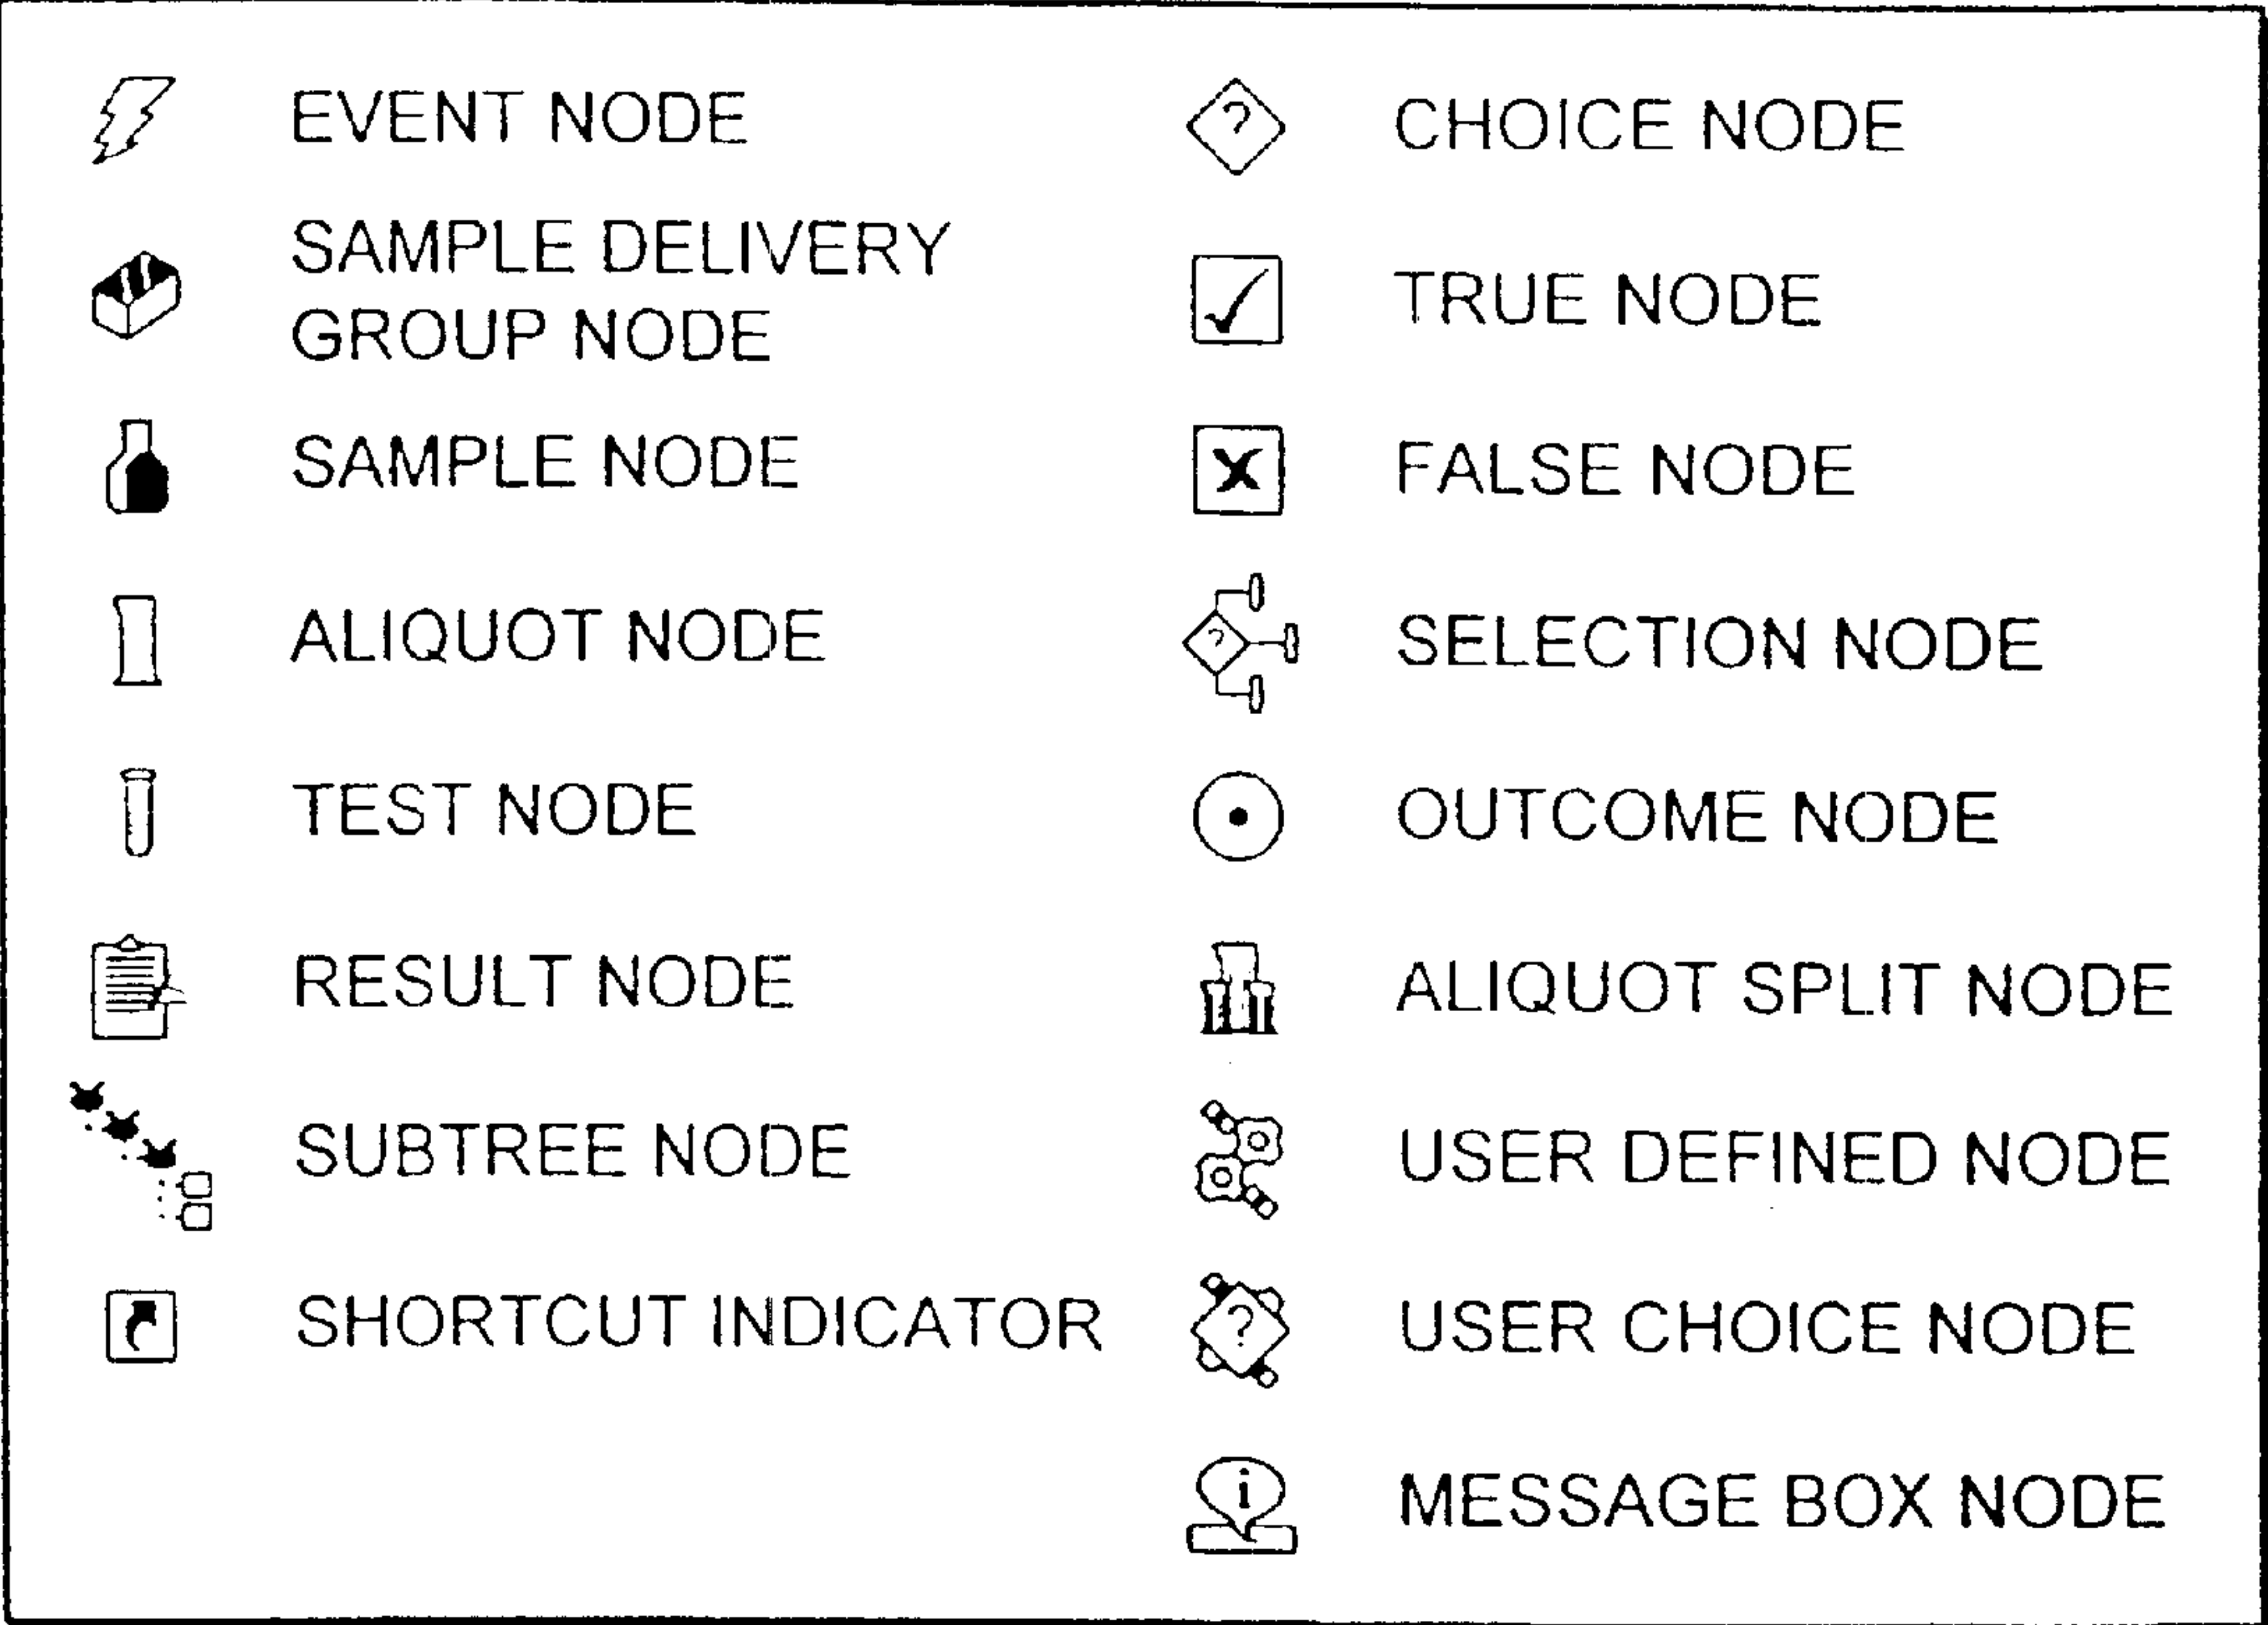 EVENT NODE
SAMPLE DELIVERY
GROUP NODE
SAMPLE NODE
ALIQUOT NODE
TEST NODE
RESULT NODE
SUBTREE NODE
SHORTCUT INDICATOR
? CHOICE NODE
TRUE NODE
FALSE NODE
? SELECTION NODE
OUTCOME NODE
ALIQUOT SPLIT NODE
USER DEFINED NODE
? USER CHOICE NODE
i MESSAGE BOX NODE